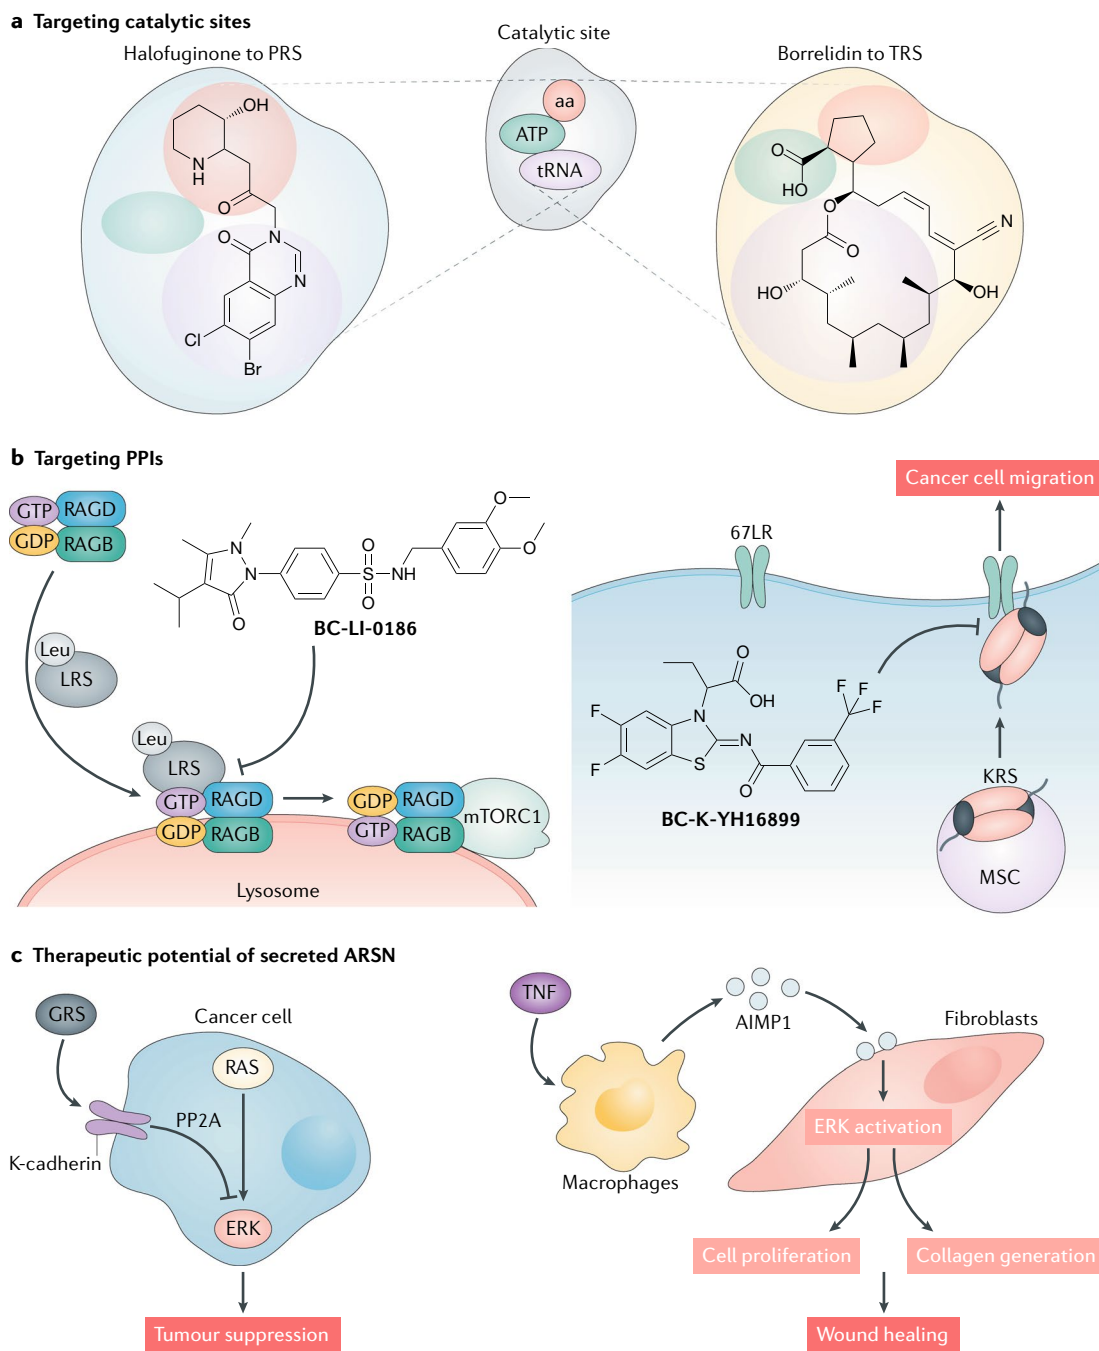 a Targeting catalytic sites
Halofuginone to PRS
Catalytic site
Borrelidin to TRS
OH
N
H
O
O
N
N
Cl
Br
aa
ATP
tRNA
O
HO
O
O
N
HO
OH
b Targeting PPIs
GTP RAGD
GDP RAGB
Leu
LRS
N
N
O
O
S
O
NH
O
O
BC-LI-0186
Leu
LRS
GTP RAGD
GDP RAGB
GDP RAGD
GTP RAGB
mTORC1
Lysosome
Cancer cell migration
67LR
O
OH
F
F
N
S
N
O
F
F
F
BC-K-YH16899
KRS
MSC
c Therapeutic potential of secreted ARSN
GRS
Cancer cell
RAS
PP2A
K-cadherin
ERK
Tumour suppression
TNF
Macrophages
AIMP1
Fibroblasts
ERK activation
Cell proliferation
Collagen generation
Wound healing